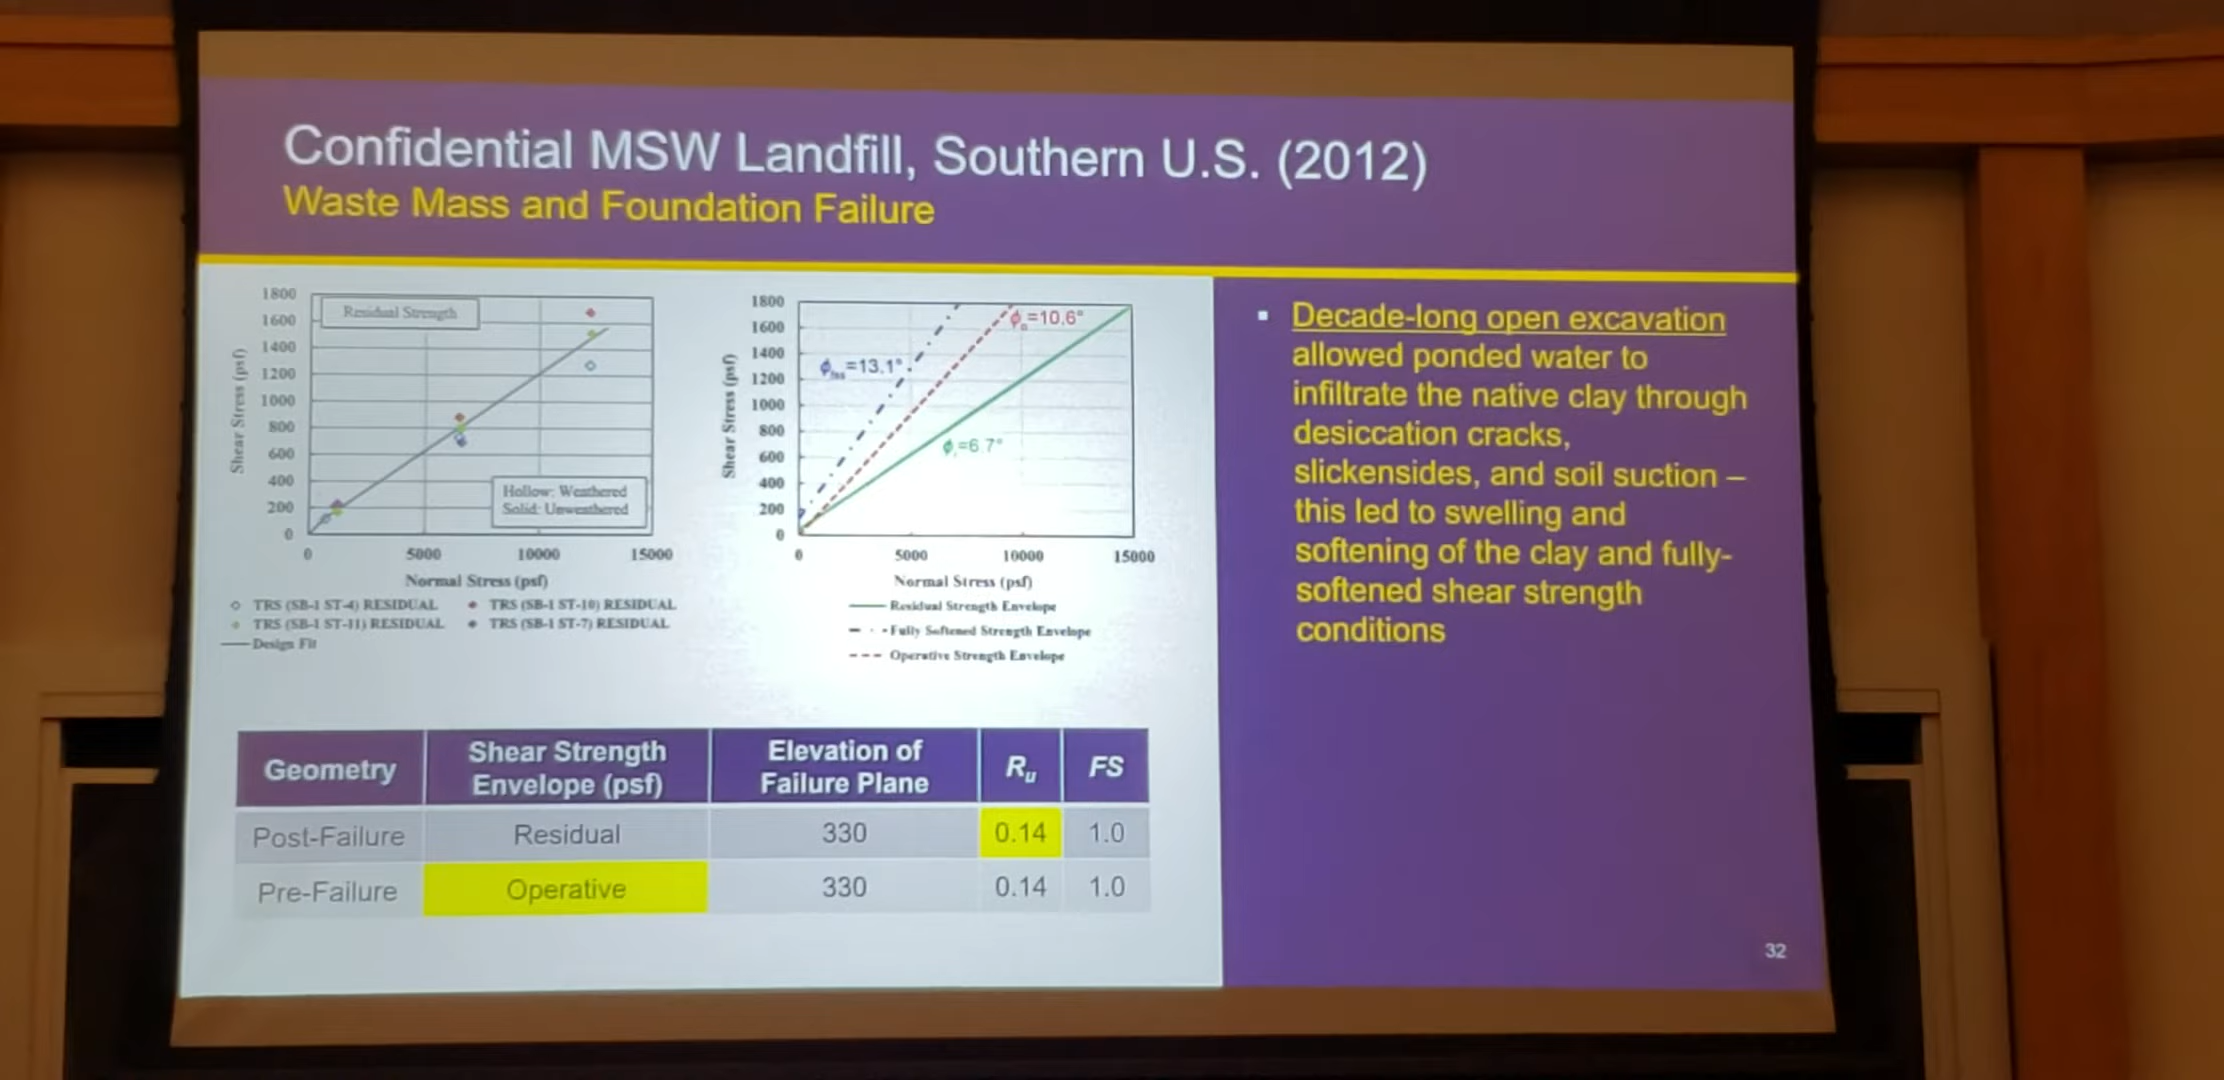 Confidential MSW Landfill, Southern U.S. (2012)
Waste Mass and Foundation Failure
1800
1600
1400
1200
1000
800
600
400
200
0
Shear Stress (psf)
Residual Strength
Hollow: Weathered
Solid: Unweathered
0 5000 10000 15000
Normal Stress (psf)
TRS (SB-1 ST-4) RESIDUAL
TRS (SB-1 ST-10) RESIDUAL
TRS (SB-1 ST-11) RESIDUAL
TRS (SB-1 ST-7) RESIDUAL
Design Fit
1800
1600
1400
1200
1000
800
600
400
200
0
Shear Stress (psf)
ϕfss=13.1°
ϕo=10.6°
ϕr=6.7°
0 5000 10000 15000
Normal Stress (psf)
Residual Strength Envelope
Fully Softened Strength Envelope
Operative Strength Envelope
Geometry
Shear Strength
Envelope (psf)
Elevation of
Failure Plane
Ru
FS
Post-Failure Residual 330 0.14 1.0
Pre-Failure Operative 330 0.14 1.0
▪ Decade-long open excavation
allowed ponded water to
infiltrate the native clay through
desiccation cracks,
slickensides, and soil suction –
this led to swelling and
softening of the clay and fully-
softened shear strength
conditions
32